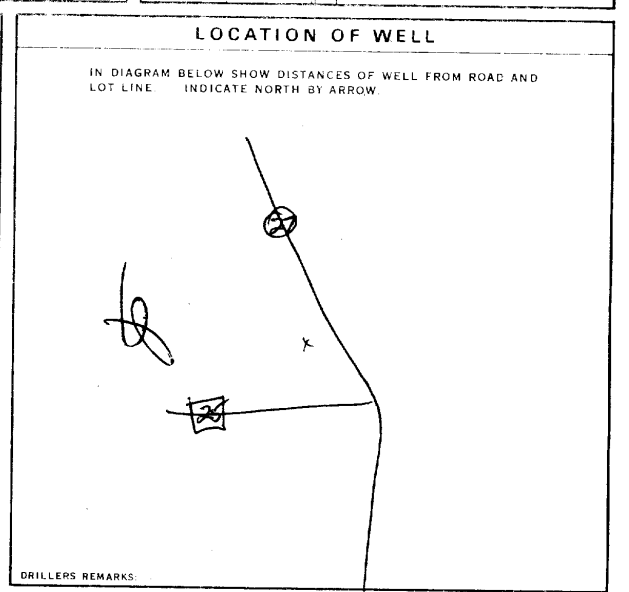 LOCATION OF WELL
IN DIAGRAM BELOW SHOW DISTANCES OF WELL FROM ROAD AND
LOT LINE. INDICATE NORTH BY ARROW.
27
x
DRILLERS REMARKS: